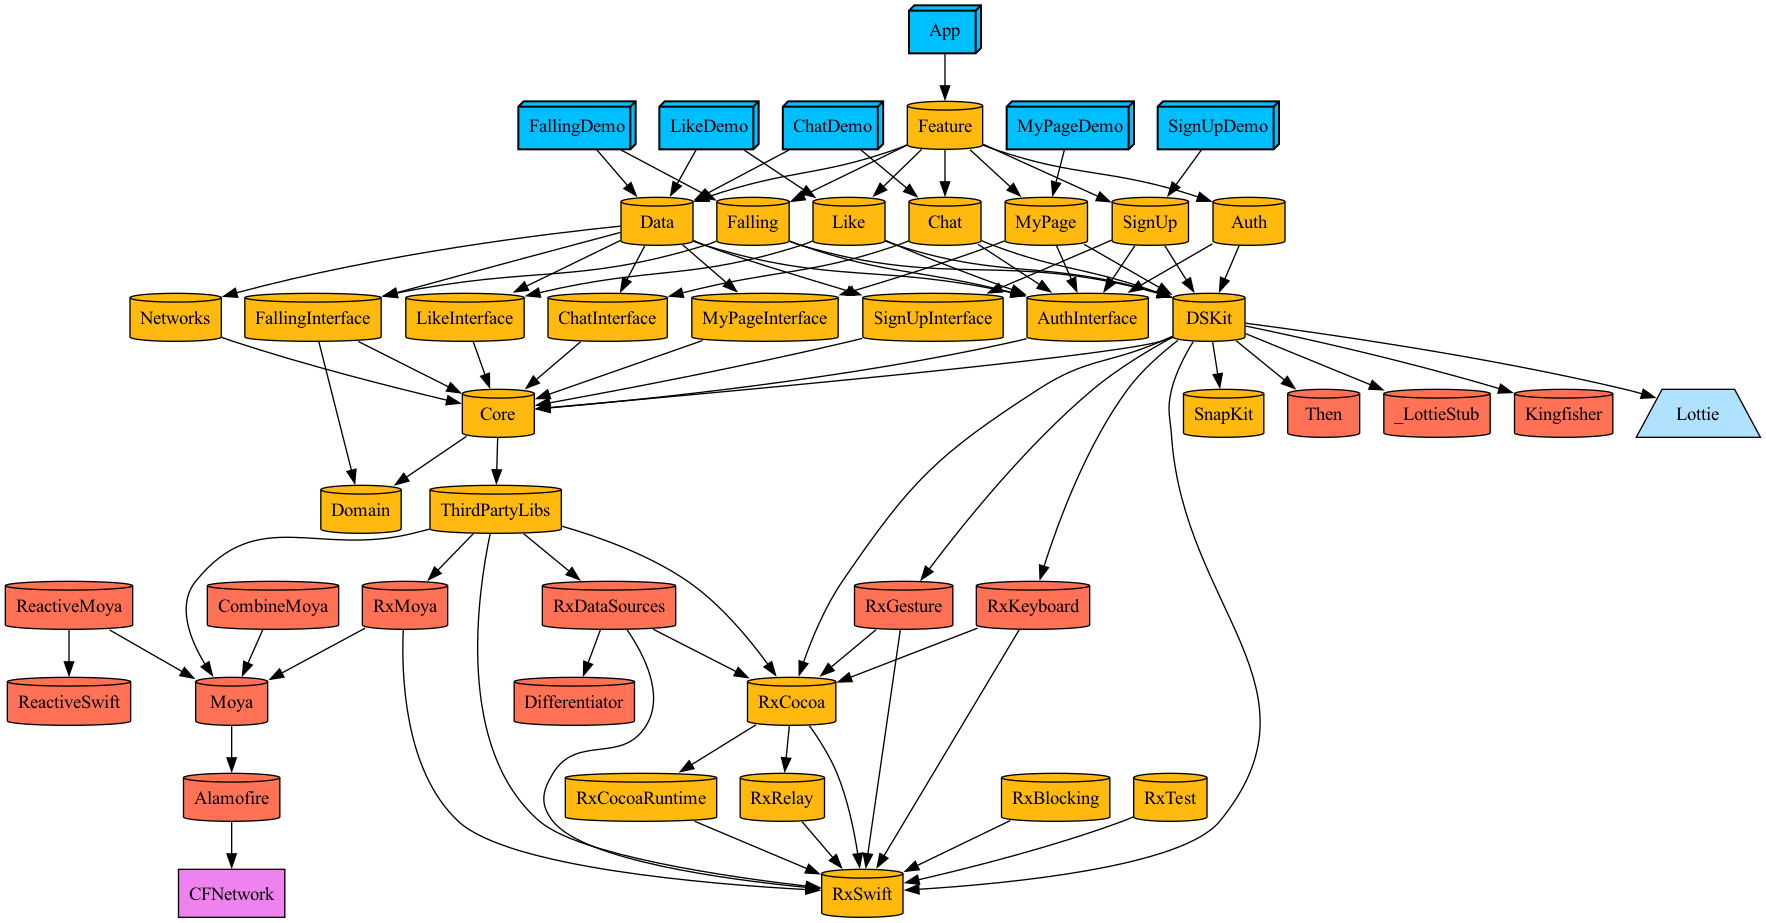 App
FallingDemo
LikeDemo
ChatDemo
Feature
MyPageDemo
SignUpDemo
Data
Falling
Like
Chat
MyPage
SignUp
Auth
Networks
FallingInterface
LikeInterface
ChatInterface
MyPageInterface
SignUpInterface
AuthInterface
DSKit
Core
SnapKit
Then
_LottieStub
Kingfisher
Lottie
Domain
ThirdPartyLibs
ReactiveMoya
CombineMoya
RxMoya
RxDataSources
RxGesture
RxKeyboard
ReactiveSwift
Moya
Differentiator
RxCocoa
Alamofire
RxCocoaRuntime
RxRelay
RxBlocking
RxTest
CFNetwork
RxSwift